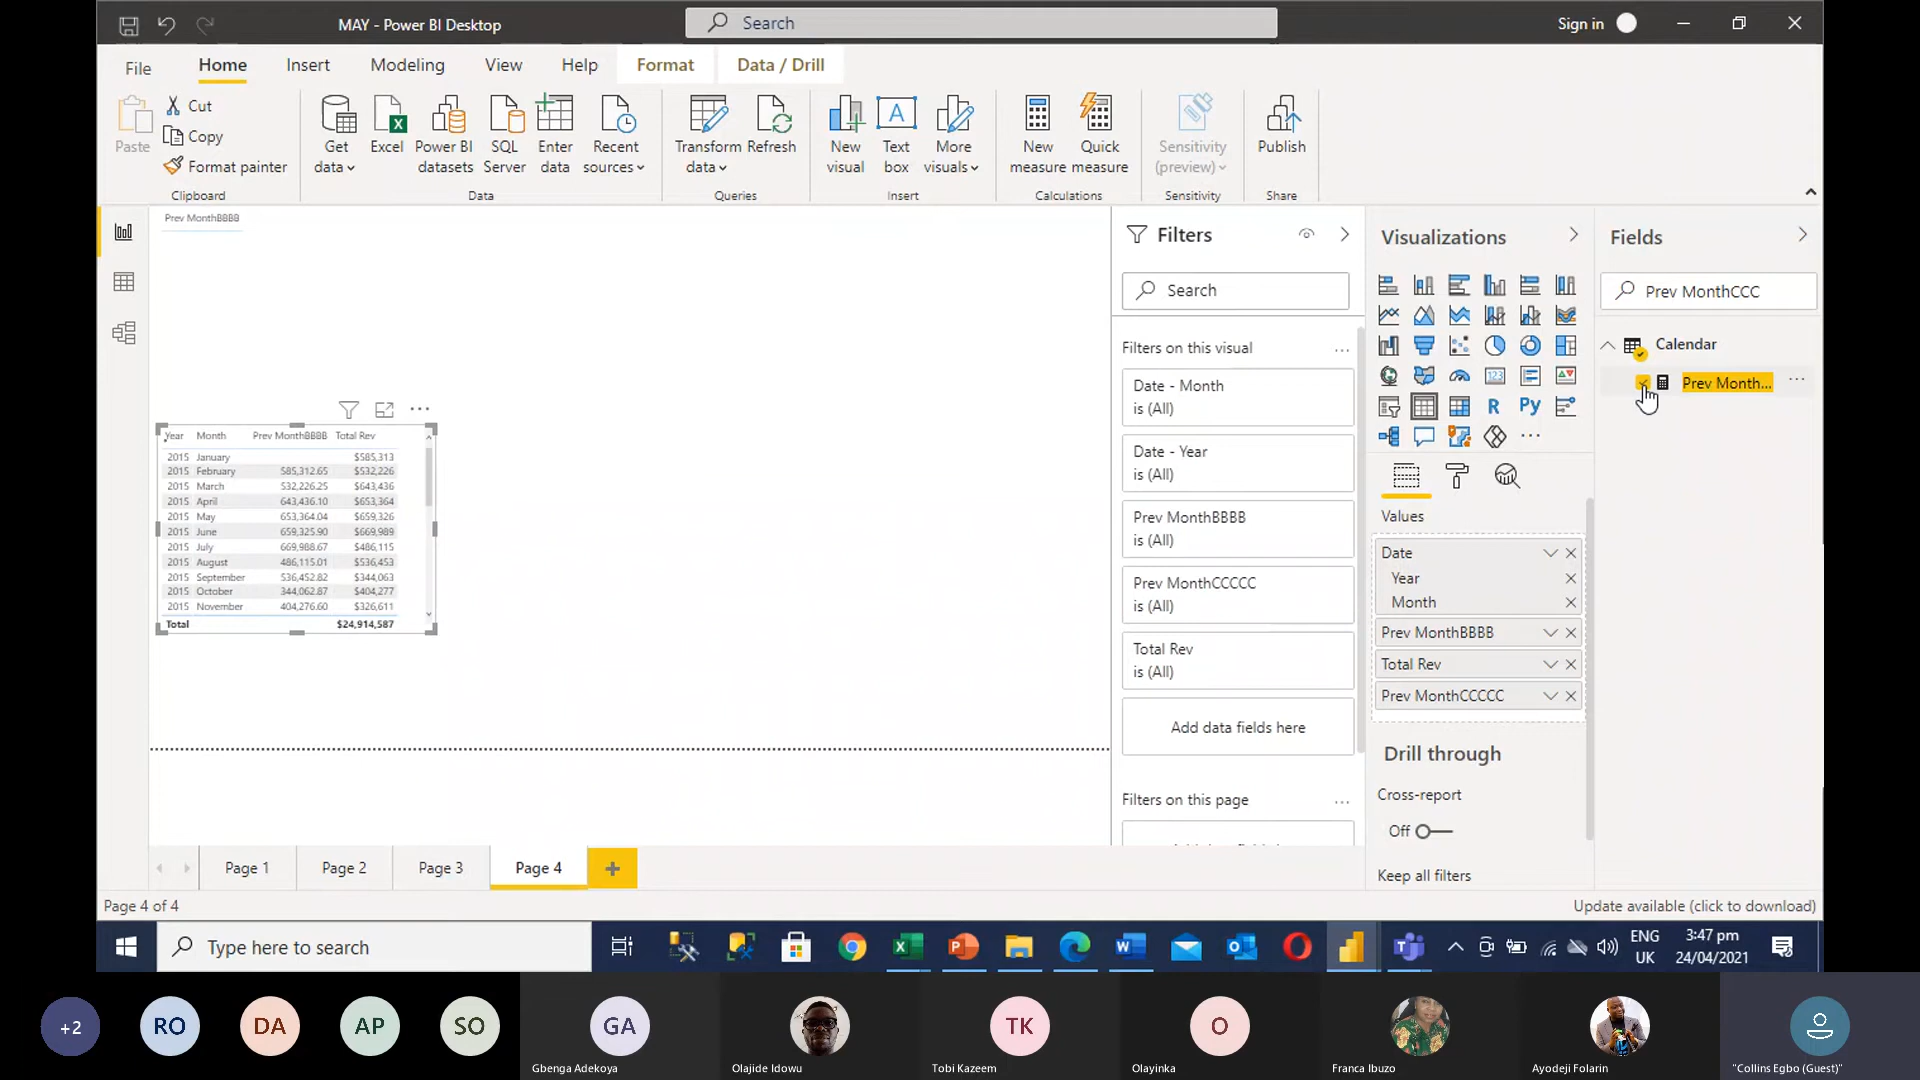 MAY - Power BI Desktop
Search
Sign in
File
Home
Insert
Modeling
View
Help
Format
Data / Drill
Paste
Cut
Copy
Format painter
Clipboard
Get data
Excel
Power BI datasets
SQL Server
Enter data
Recent sources
Data
Transform data
Refresh
Queries
New visual
A
Text box
More visuals
Insert
New measure
Quick measure
Calculations
Sensitivity (preview)
Sensitivity
Publish
Share
Prev MonthBBBB
Year Month Prev MonthBBBB Total Rev
2015 January $585,313
2015 February 585,312.65 $532,226
2015 March 532,226.25 $643,436
2015 April 643,436.10 $653,364
2015 May 653,364.04 $659,326
2015 June 659,325.90 $669,989
2015 July 669,988.67 $486,115
2015 August 486,115.01 $536,453
2015 September 536,452.82 $344,063
2015 October 344,062.87 $404,277
2015 November 404,276.60 $326,611
Total $24,914,587
Filters
Search
Filters on this visual
Date - Month
is (All)
Date - Year
is (All)
Prev MonthBBBB
is (All)
Prev MonthCCCCC
is (All)
Total Rev
is (All)
Add data fields here
Filters on this page
Visualizations
123
R
Py
Values
Date
Year
Month
Prev MonthBBBB
Total Rev
Prev MonthCCCCC
Drill through
Cross-report
Off
Keep all filters
Fields
Prev MonthCCC
Calendar
Prev Month...
Page 1
Page 2
Page 3
Page 4
Page 4 of 4
Update available (click to download)
Type here to search
ENG
UK
3:47 pm
24/04/2021
+2
RO
DA
AP
SO
GA
TK
O
Gbenga Adekoya
Olajide Idowu
Tobi Kazeem
Olayinka
Franca Ibuzo
Ayodeji Folarin
"Collins Egbo (Guest)"